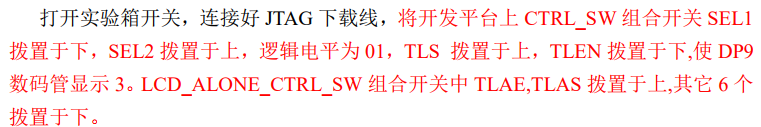 打开实验箱开关，连接好 JTAG 下载线，将开发平台上 CTRL_SW 组合开关 SEL1
拨置于下，SEL2 拨置于上，逻辑电平为 01，TLS 拨置于上，TLEN 拨置于下,使 DP9
数码管显示 3。LCD_ALONE_CTRL_SW 组合开关中 TLAE,TLAS 拨置于上,其它 6 个
拨置于下。